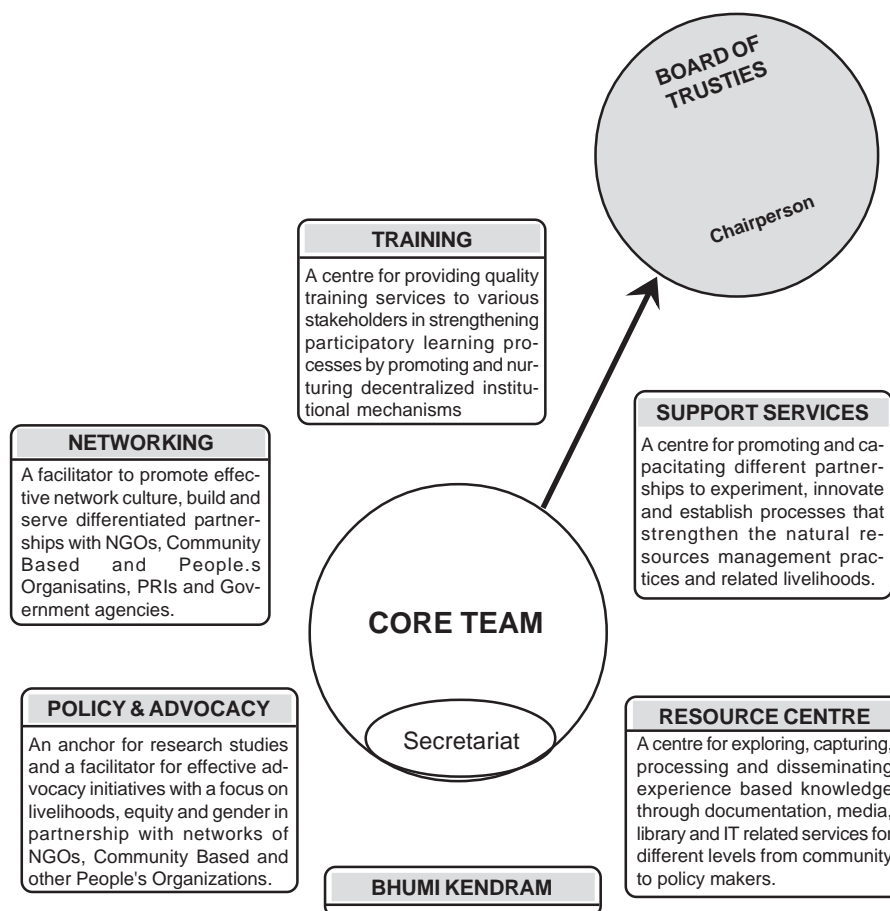 BOARD OF
TRUSTIES
Chairperson
TRAINING
A centre for providing quality
training services to various
stakeholders in strengthening
participatory learning pro-
cesses by promoting and nur-
turing decentralized institu-
tional mechanisms
SUPPORT SERVICES
A centre for promoting and ca-
pacitating different partner-
ships to experiment, innovate
and establish processes that
strengthen the natural re-
sources management prac-
tices and related livelihoods.
NETWORKING
A facilitator to promote effec-
tive network culture, build and
serve differentiated partner-
ships with NGOs, Community
Based and People.s
Organisatins, PRIs and Gov-
ernment agencies.
CORE TEAM
Secretariat
POLICY & ADVOCACY
An anchor for research studies
and a facilitator for effective ad-
vocacy initiatives with a focus on
livelihoods, equity and gender in
partnership with networks of
NGOs, Community Based and
other People's Organizations.
RESOURCE CENTRE
A centre for exploring, capturing,
processing and disseminating
experience based knowledge
through documentation, media,
library and IT related services for
different levels from community
to policy makers.
BHUMI KENDRAM